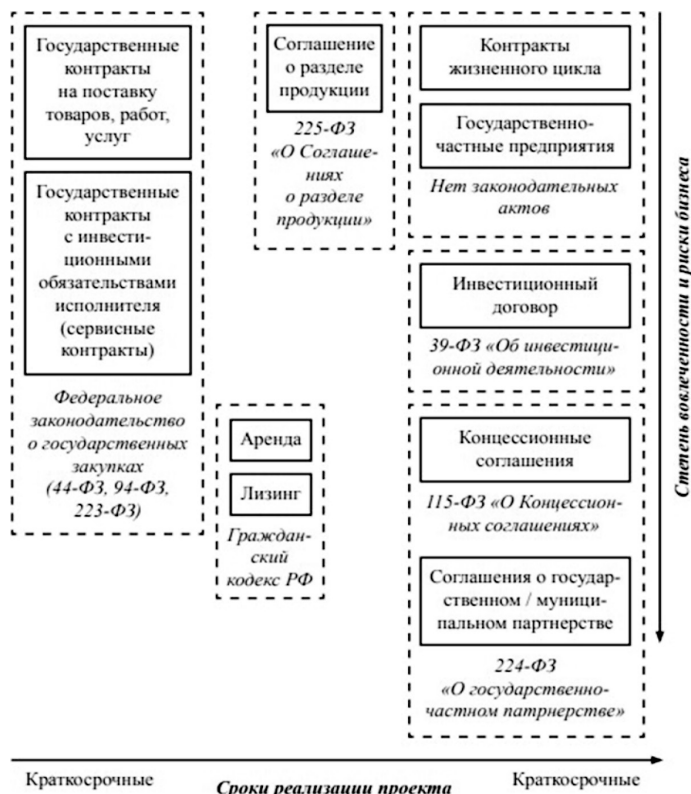 Государственные
контракты
на поставку
товаров, работ,
услуг
Государственные
контракты
с инвести-
ционными
обязательствами
исполнителя
(сервисные
контракты)
Федеральное
законодательство
о государственных
закупках
(44-ФЗ, 94-ФЗ,
223-ФЗ)
Соглашение
о разделе
продукции
225-ФЗ
«О Соглаше-
ниях
о разделе
продукции»
Аренда
Лизинг
Граждан-
ский
кодекс РФ
Контракты
жизненного цикла
Государственно-
частные предприятия
Нет законодательных
актов
Инвестиционный
договор
39-ФЗ «Об инвестици-
онной деятельности»
Концессионные
соглашения
115-ФЗ «О Концессион-
ных соглашениях»
Соглашения о государ-
ственном / муници-
пальном партнерстве
224-ФЗ
«О государственно-
частном патрнерстве»
Степень вовлеченности и риски бизнеса
Краткосрочные
Сроки реализации проекта
Краткосрочные